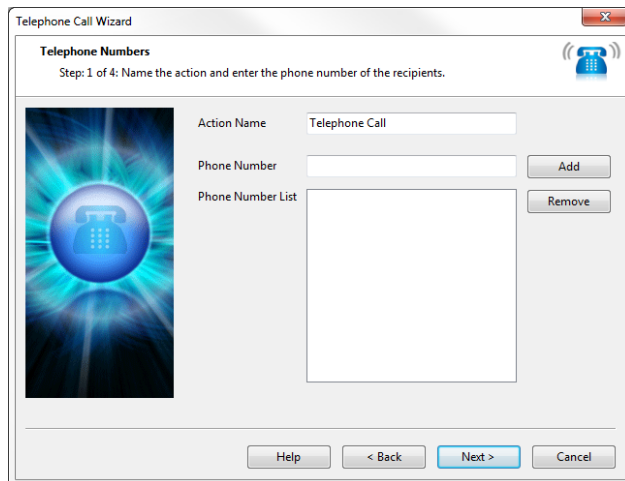 Telephone Call Wizard
Telephone Numbers
Step: 1 of 4: Name the action and enter the phone number of the recipients.
Action Name Telephone Call
Phone Number Add
Phone Number List Remove
Help < Back Next > Cancel